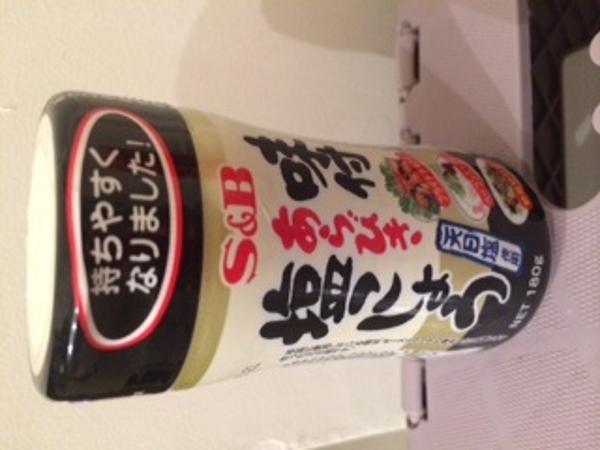 持ちやすく
なりました!
S&B
味付
あらびき
塩こしょう
天日塩使用
NET 180g